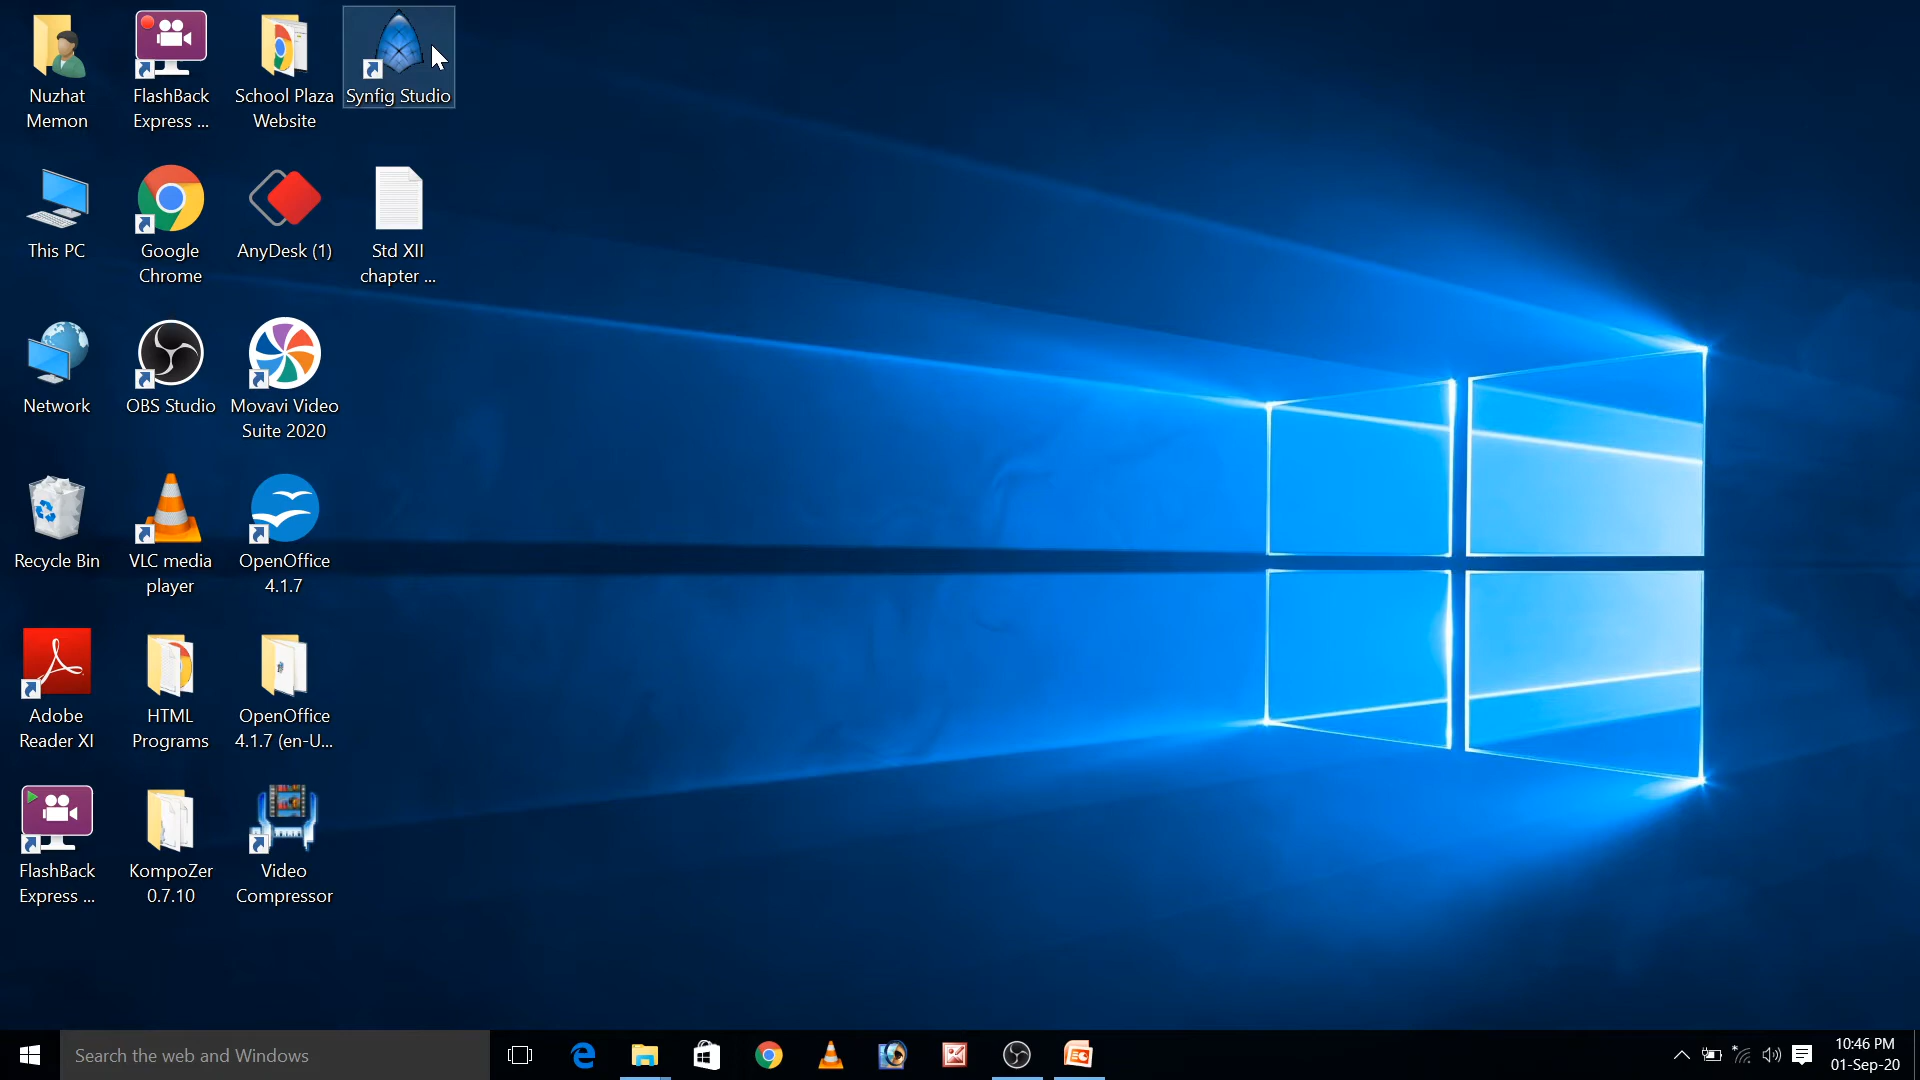 Nuzhat
Memon
FlashBack
Express ...
School Plaza
Website
Synfig Studio
This PC
Google
Chrome
AnyDesk (1)
Std XII
chapter ...
Network
OBS Studio
Movavi Video
Suite 2020
Recycle Bin
VLC media
player
OpenOffice
4.1.7
Adobe
Reader XI
HTML
Programs
OpenOffice
4.1.7 (en-U...
FlashBack
Express ...
KompoZer
0.7.10
Video
Compressor
Search the web and Windows
10:46 PM
01-Sep-20